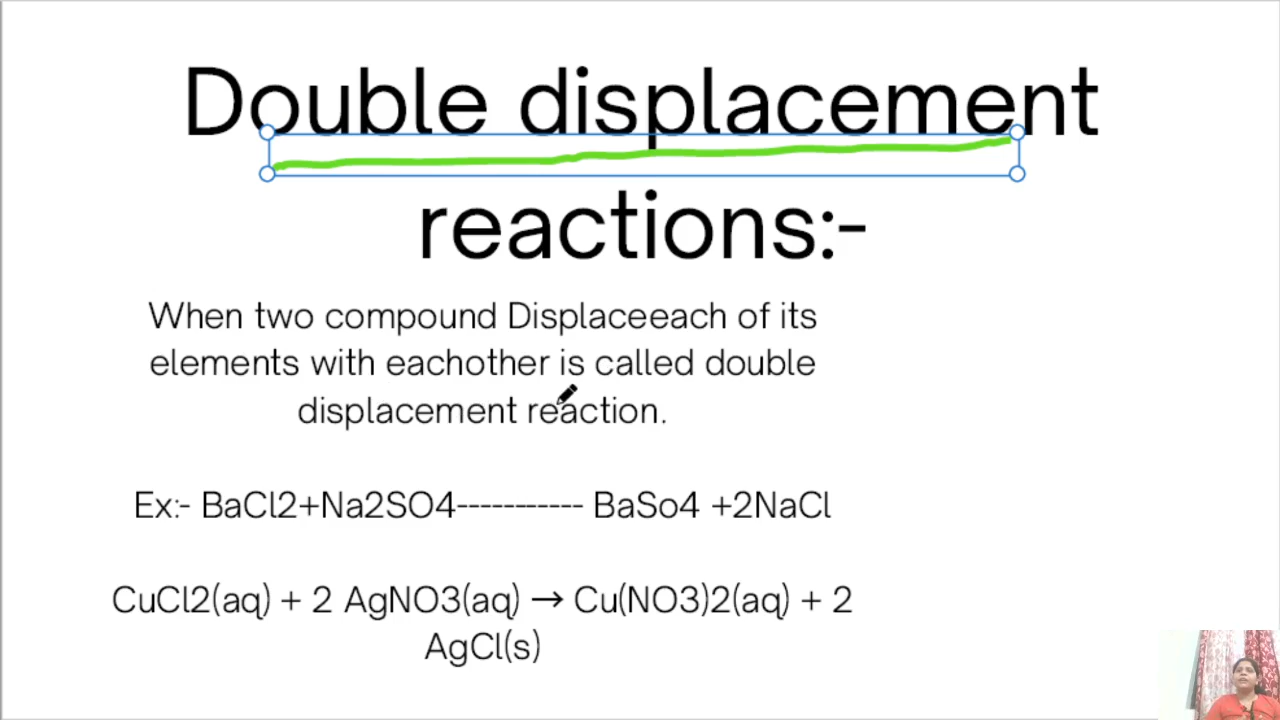 Double displacement
reactions:-
When two compound Displaceeach of its
elements with eachother is called double
displacement reaction.
Ex:- BaCl2+Na2SO4----------- BaSo4 +2NaCl
CuCl2(aq) + 2 AgNO3(aq) → Cu(NO3)2(aq) + 2
AgCl(s)